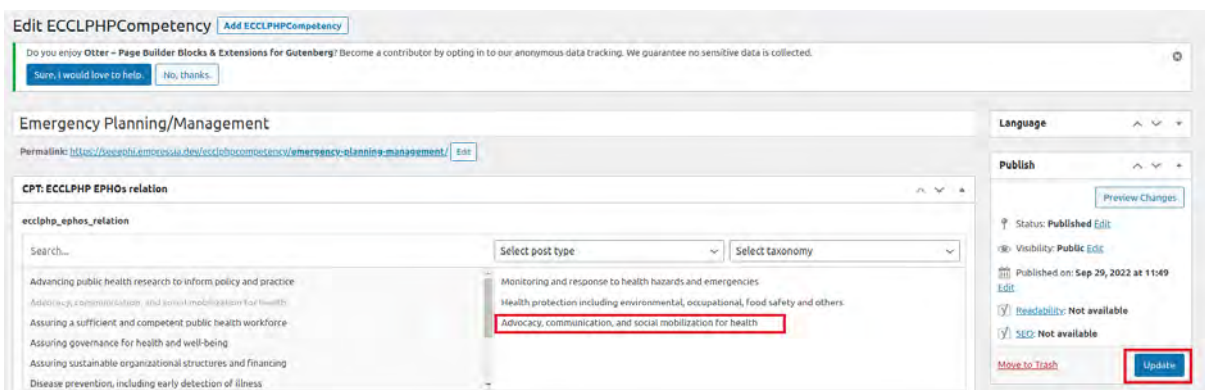 Edit ECCLPHPCompetency Add ECCLPHPCompetency
Do you enjoy Otter – Page Builder Blocks & Extensions for Gutenberg? Become a contributor by opting in to our anonymous data tracking. We guarantee no sensitive data is collected.
Sure, I would love to help. No, thanks.
Emergency Planning/Management
Permalink: https://seeephi.empressia.dev/ecclphpcompetency/emergency-planning-management/ Edit
CPT: ECCLPHP EPHOs relation
ecclphp_ephos_relation
Search... Select post type Select taxonomy
Advancing public health research to inform policy and practice
Advocacy, communication, and social mobilization for health
Assuring a sufficient and competent public health workforce
Assuring governance for health and well-being
Assuring sustainable organizational structures and financing
Disease prevention, including early detection of illness
Monitoring and response to health hazards and emergencies
Health protection including environmental, occupational, food safety and others
Advocacy, communication, and social mobilization for health
Language
Publish
Preview Changes
Status: Published Edit
Visibility: Public Edit
Published on: Sep 29, 2022 at 11:49
Edit
Readability: Not available
SEO: Not available
Move to Trash Update